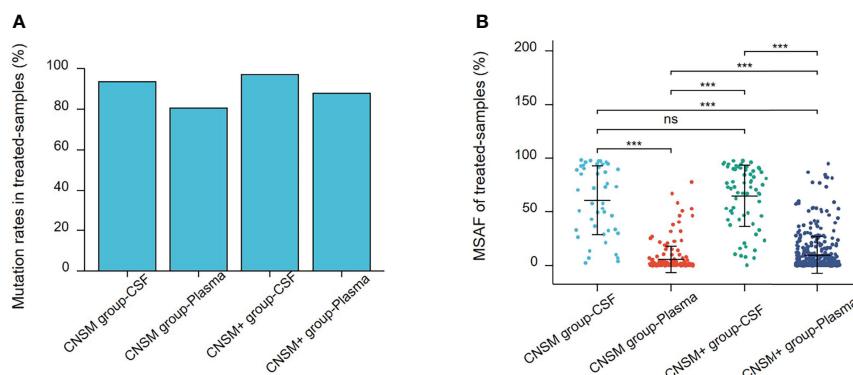 A
Mutation rates in treated-samples (%)
100
80
60
40
20
0
CNSM group-CSF
CNSM group-Plasma
CNSM+ group-CSF
CNSM+ group-Plasma
B
MSAF of treated-samples (%)
200
150
100
50
0
***
***
***
***
ns
***
CNSM group-CSF
CNSM group-Plasma
CNSM+ group-CSF
CNSM+ group-Plasma